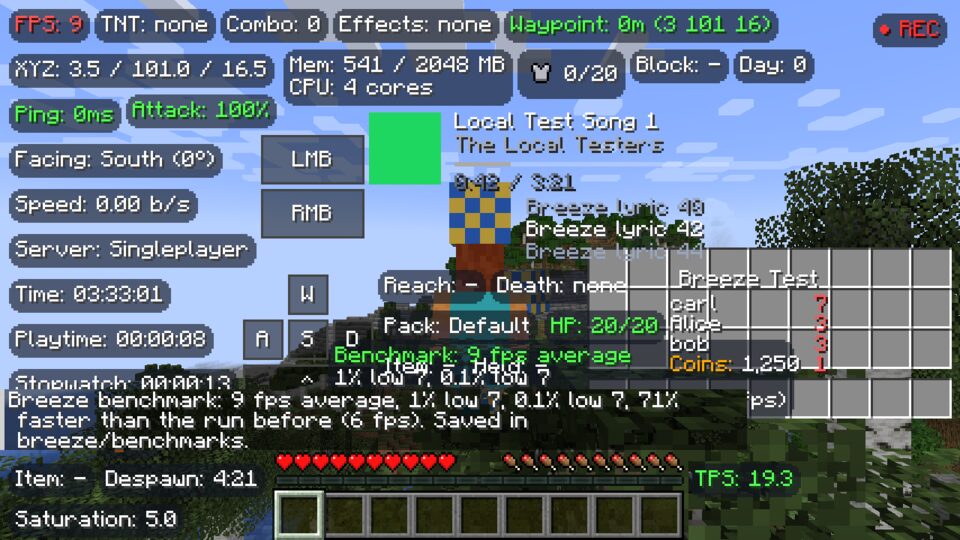 FPS: 9 TNT: none Combo: 0 Effects: none Waypoint: 0m (3 101 16)
● REC
XYZ: 3.5 / 101.0 / 16.5
Mem: 541 / 2048 MB
CPU: 4 cores
0/20
Block: -
Day: 0
Ping: 0ms
Attack: 100%
Local Test Song 1
The Local Testers
0:42 / 3:21
Facing: South (0°)
LMB
RMB
Speed: 0.00 b/s
Breeze lyric 40
Breeze lyric 42
Breeze lyric 44
Server: Singleplayer
Time: 03:33:01
W
A
S
D
Reach: - Death: none
Breeze Test
carl 7
Alice 3
bob 3
Coins: 1,250 1
Playtime: 00:00:08
Pack: Default
HP: 20/20
Benchmark: 9 fps average
1% low 7, 0.1% low 7
Item: - Held: -
Stopwatch: 00:00:13
Breeze benchmark: 9 fps average, 1% low 7, 0.1% low 7, 71%
faster than the run before (6 fps). Saved in
breeze/benchmarks.
fps)
Item: - Despawn: 4:21
TPS: 19.3
Saturation: 5.0